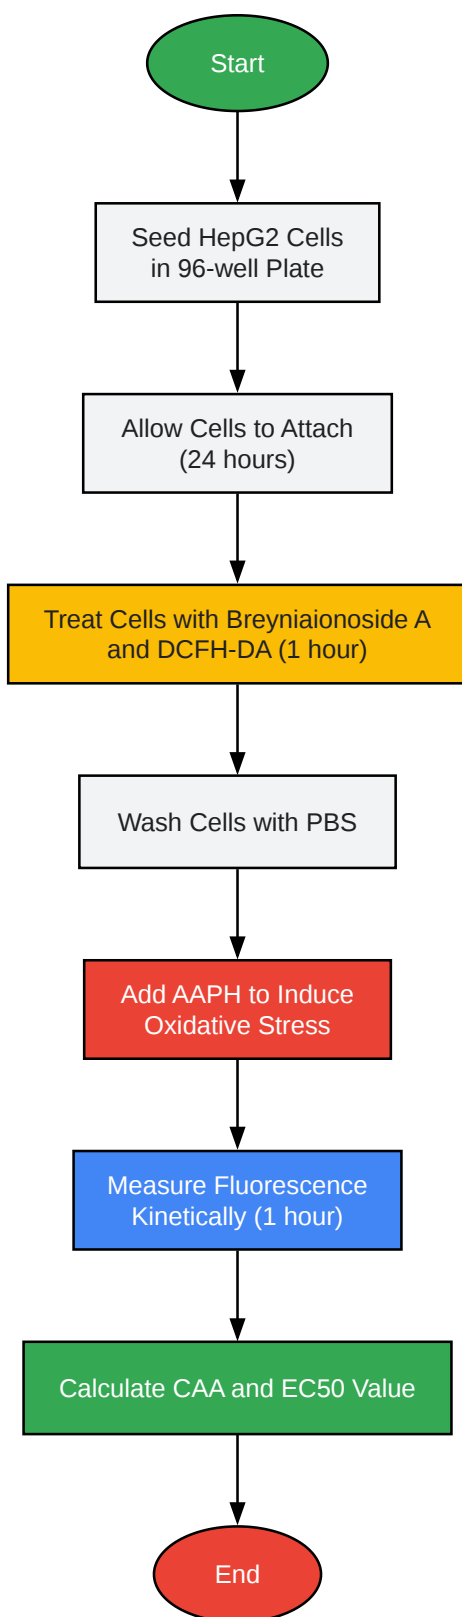 Start
Seed HepG2 Cells
in 96-well Plate
Allow Cells to Attach
(24 hours)
Treat Cells with Breyniaionoside A
and DCFH-DA (1 hour)
Wash Cells with PBS
Add AAPH to Induce
Oxidative Stress
Measure Fluorescence
Kinetically (1 hour)
Calculate CAA and EC50 Value
End